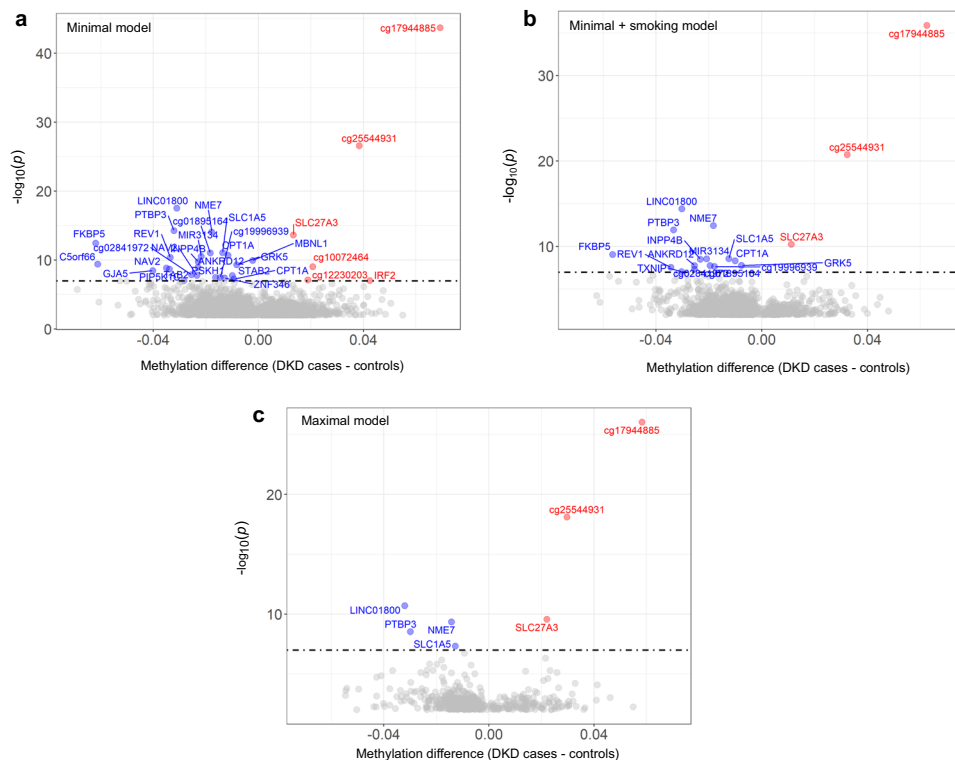 a
Minimal model
cg17944885
cg25544931
LINC01800
NME7
PTBP3
cg01895164
SLC1A5
SLC27A3
FKBP5
REV1
MIR3134
cg19996939
MBNL1
cg02841972
INPP4B
CPT1A
GRK5
C5orf66
NAV2
ANKRD12
cg10072464
GJA5
PSKH1
STAB2
CPT1A
cg12230203
IRF2
ZNF346
40
30
20
10
0
-log10(p)
-0.04
0.00
0.04
Methylation difference (DKD cases - controls)
b
Minimal + smoking model
cg17944885
cg25544931
LINC01800
NME7
PTBP3
INPP4B
SLC1A5
SLC27A3
FKBP5
REV1
ANKRD12
MIR3134
CPT1A
GRK5
TXNIP
cg19996939
30
20
10
-log10(p)
-0.04
0.00
0.04
Methylation difference (DKD cases - controls)
c
Maximal model
cg17944885
cg25544931
LINC01800
PTBP3
NME7
SLC27A3
SLC1A5
20
10
-log10(p)
-0.04
0.00
0.04
Methylation difference (DKD cases - controls)